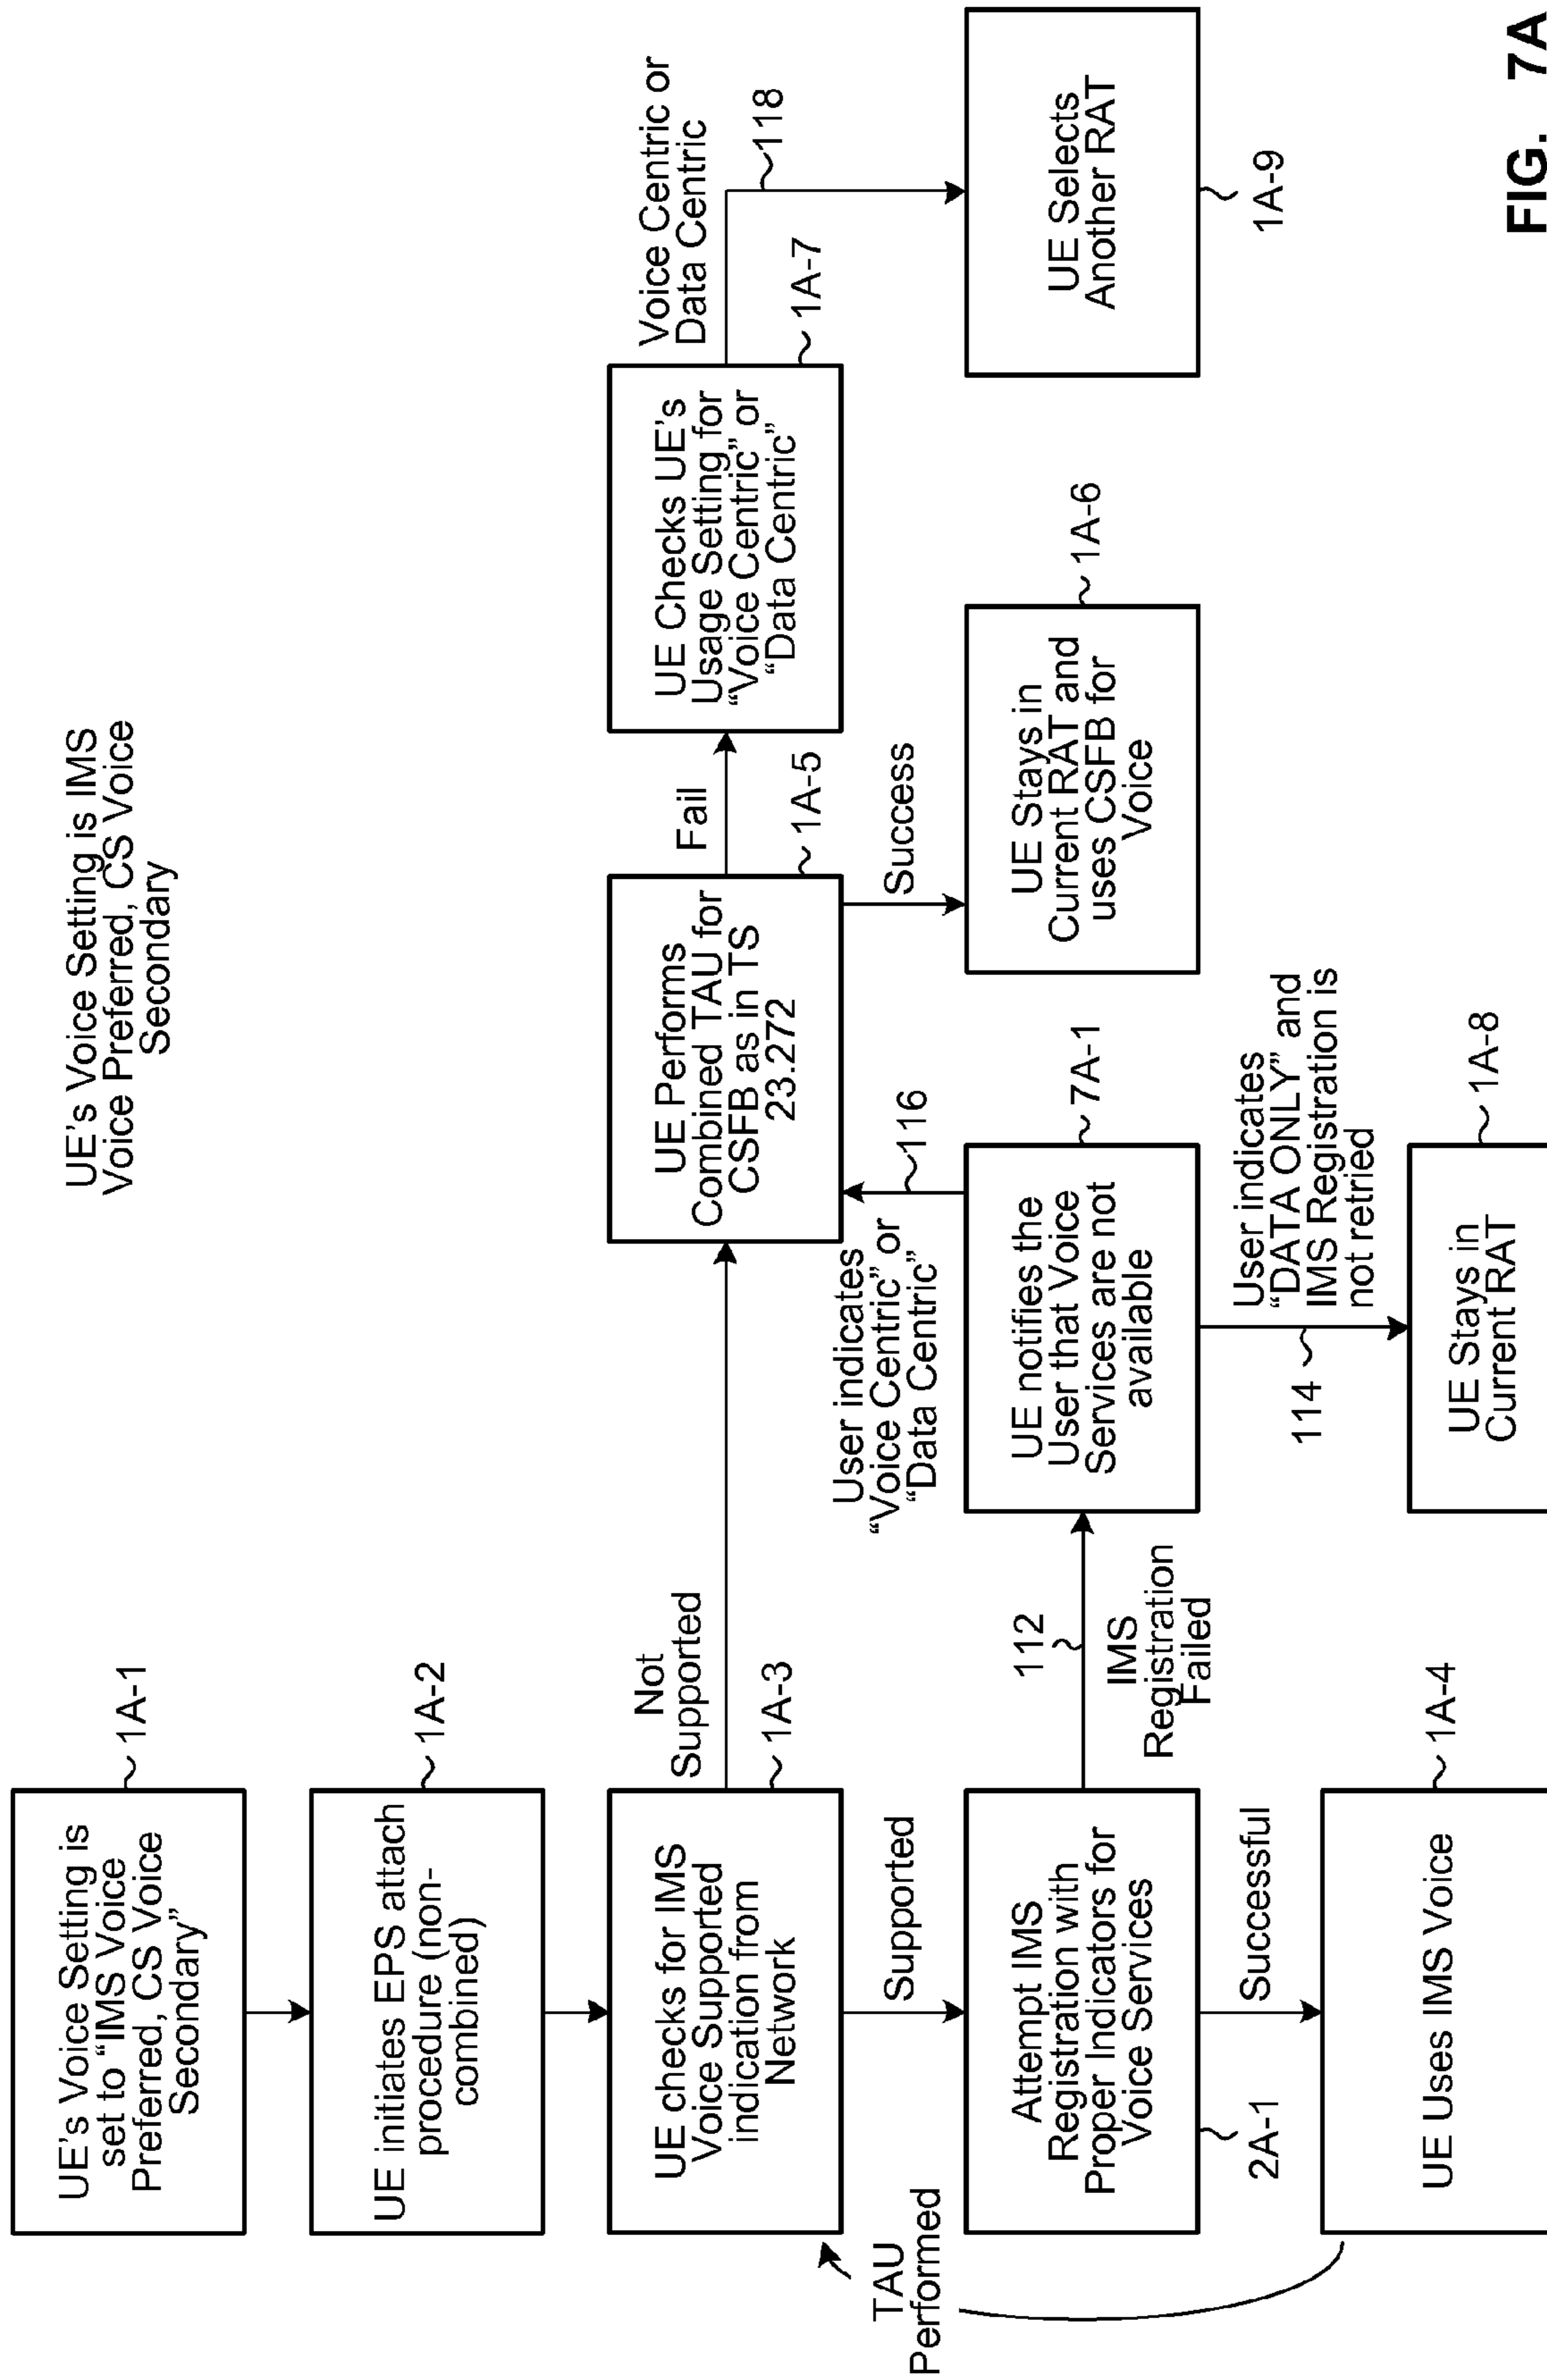 UE's Voice Setting is IMS
Voice Preferred, CS Voice
Secondary
UE's Voice Setting is
set to "IMS Voice
Preferred, CS Voice
Secondary"
1A-1
UE initiates EPS attach
procedure (non-
combined)
1A-2
UE checks for IMS
Voice Supported
indication from
Network
1A-3
Not
Supported
UE Performs
Combined TAU for
CSFB as in TS
23.272
1A-5
Fail
UE Checks UE's
Usage Setting for
"Voice Centric" or
"Data Centric"
1A-7
Voice Centric or
Data Centric
118
TAU
Performed
Supported
User indicates
"Voice Centric" or
"Data Centric"
116
Success
Attempt IMS
Registration with
Proper Indicators for
Voice Services
2A-1
112
IMS
Registration
Failed
UE notifies the
User that Voice
Services are not
available
7A-1
UE Stays in
Current RAT and
uses CSFB for
Voice
1A-6
UE Selects
Another RAT
1A-9
Successful
114
User indicates
"DATA ONLY" and
IMS Registration is
not retried
UE Uses IMS Voice
1A-4
UE Stays in
Current RAT
1A-8
FIG. 7A